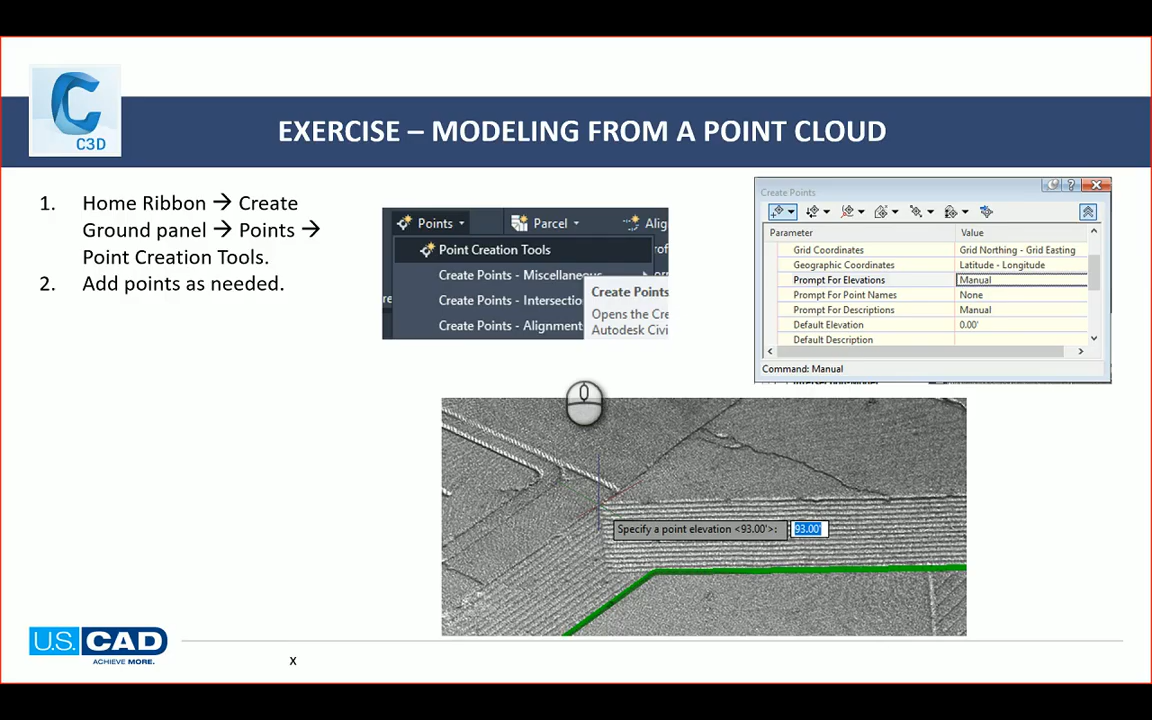 C3D
EXERCISE – MODELING FROM A POINT CLOUD
1. Home Ribbon → Create
Ground panel → Points →
Point Creation Tools.
2. Add points as needed.
Points
Parcel
Alig
Point Creation Tools
Create Points - Miscellaneous
Create Points - Intersectio
Create Points - Alignment
Create Points
Opens the Cre
Autodesk Civi
Create Points
Parameter Value
Grid Coordinates Grid Northing - Grid Easting
Geographic Coordinates Latitude - Longitude
Prompt For Elevations Manual
Prompt For Point Names None
Prompt For Descriptions Manual
Default Elevation 0.00'
Default Description
Command: Manual
Specify a point elevation <93.00'>: 93.00'
U.S. CAD
ACHIEVE MORE.
x